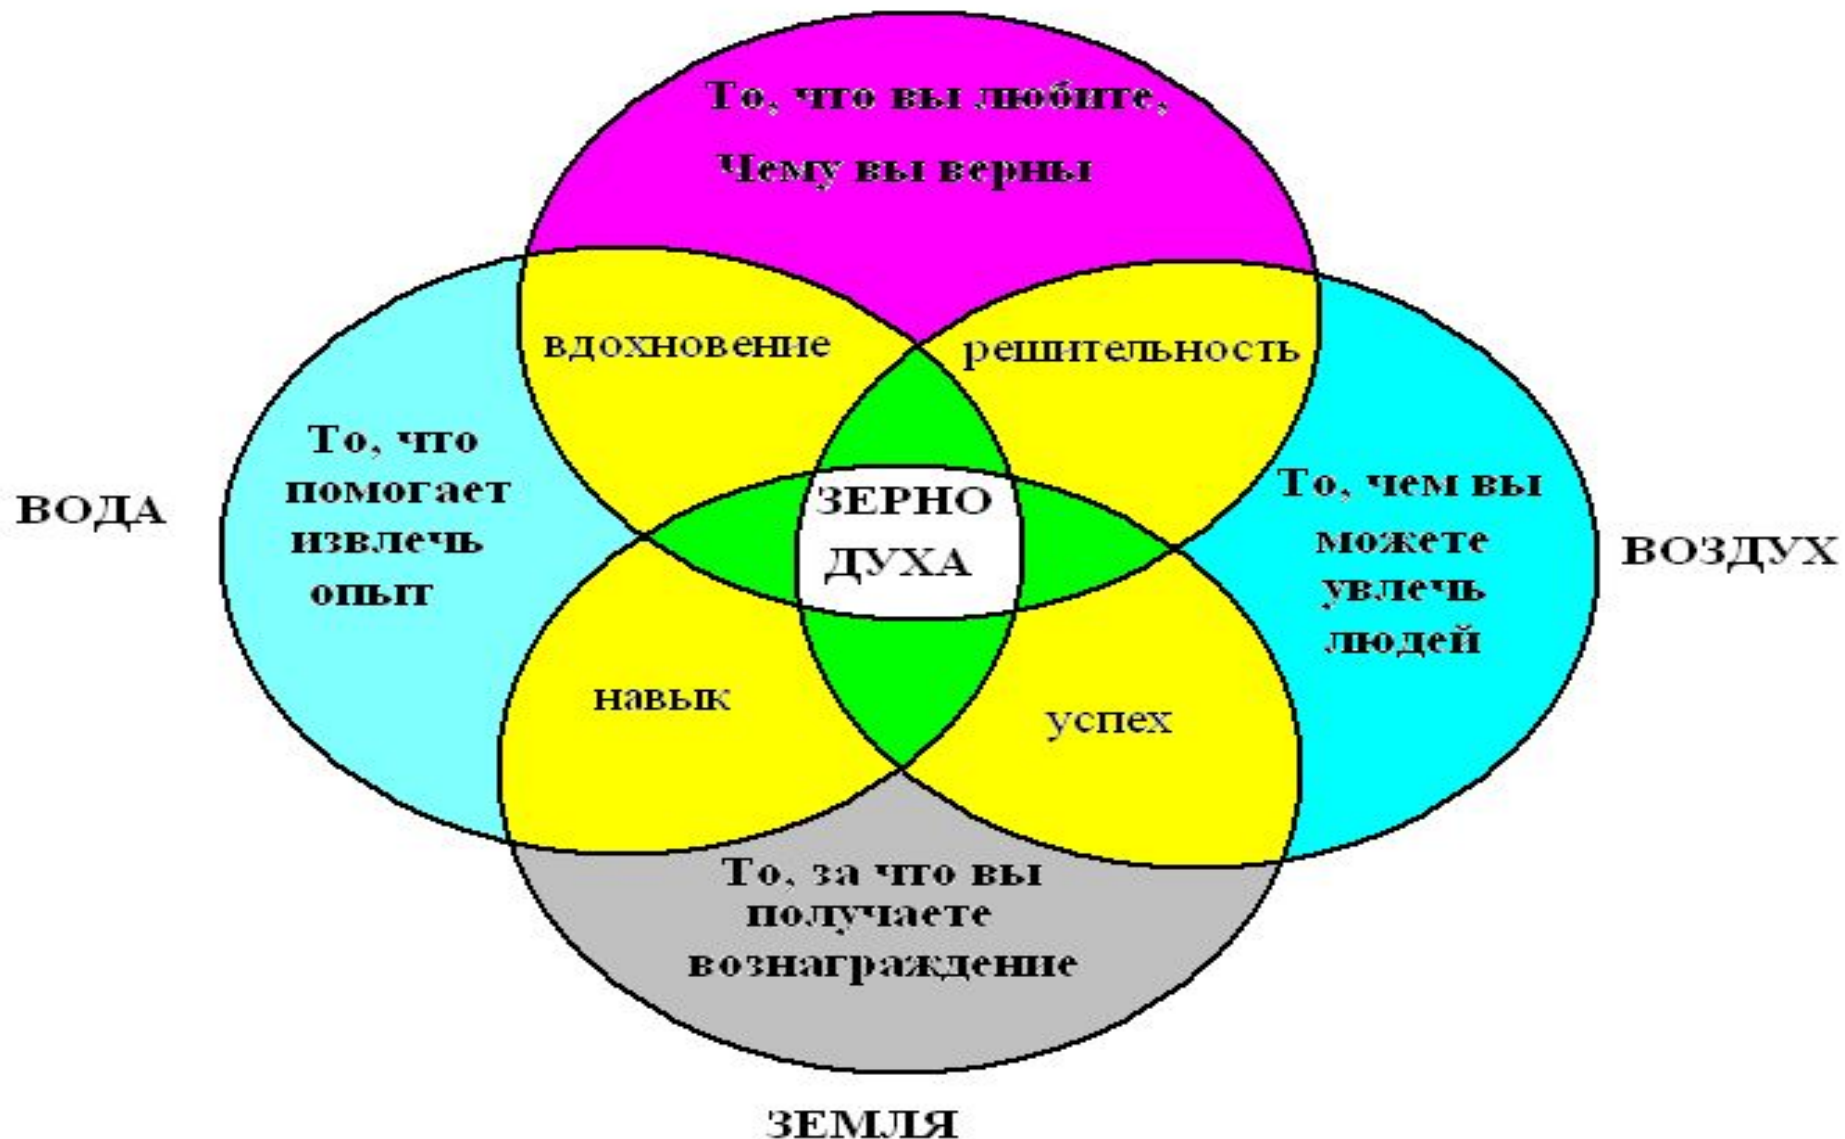 То, что вы любите,
Чему вы верны
вдохновение
решительность
ВОДА
То, что
помогает
извлечь
опыт
ЗЕРНО
ДУХА
То, чем вы
можете
увлечь
людей
ВОЗДУХ
навык
успех
То, за что вы
получаете
вознаграждение
ЗЕМЛЯ